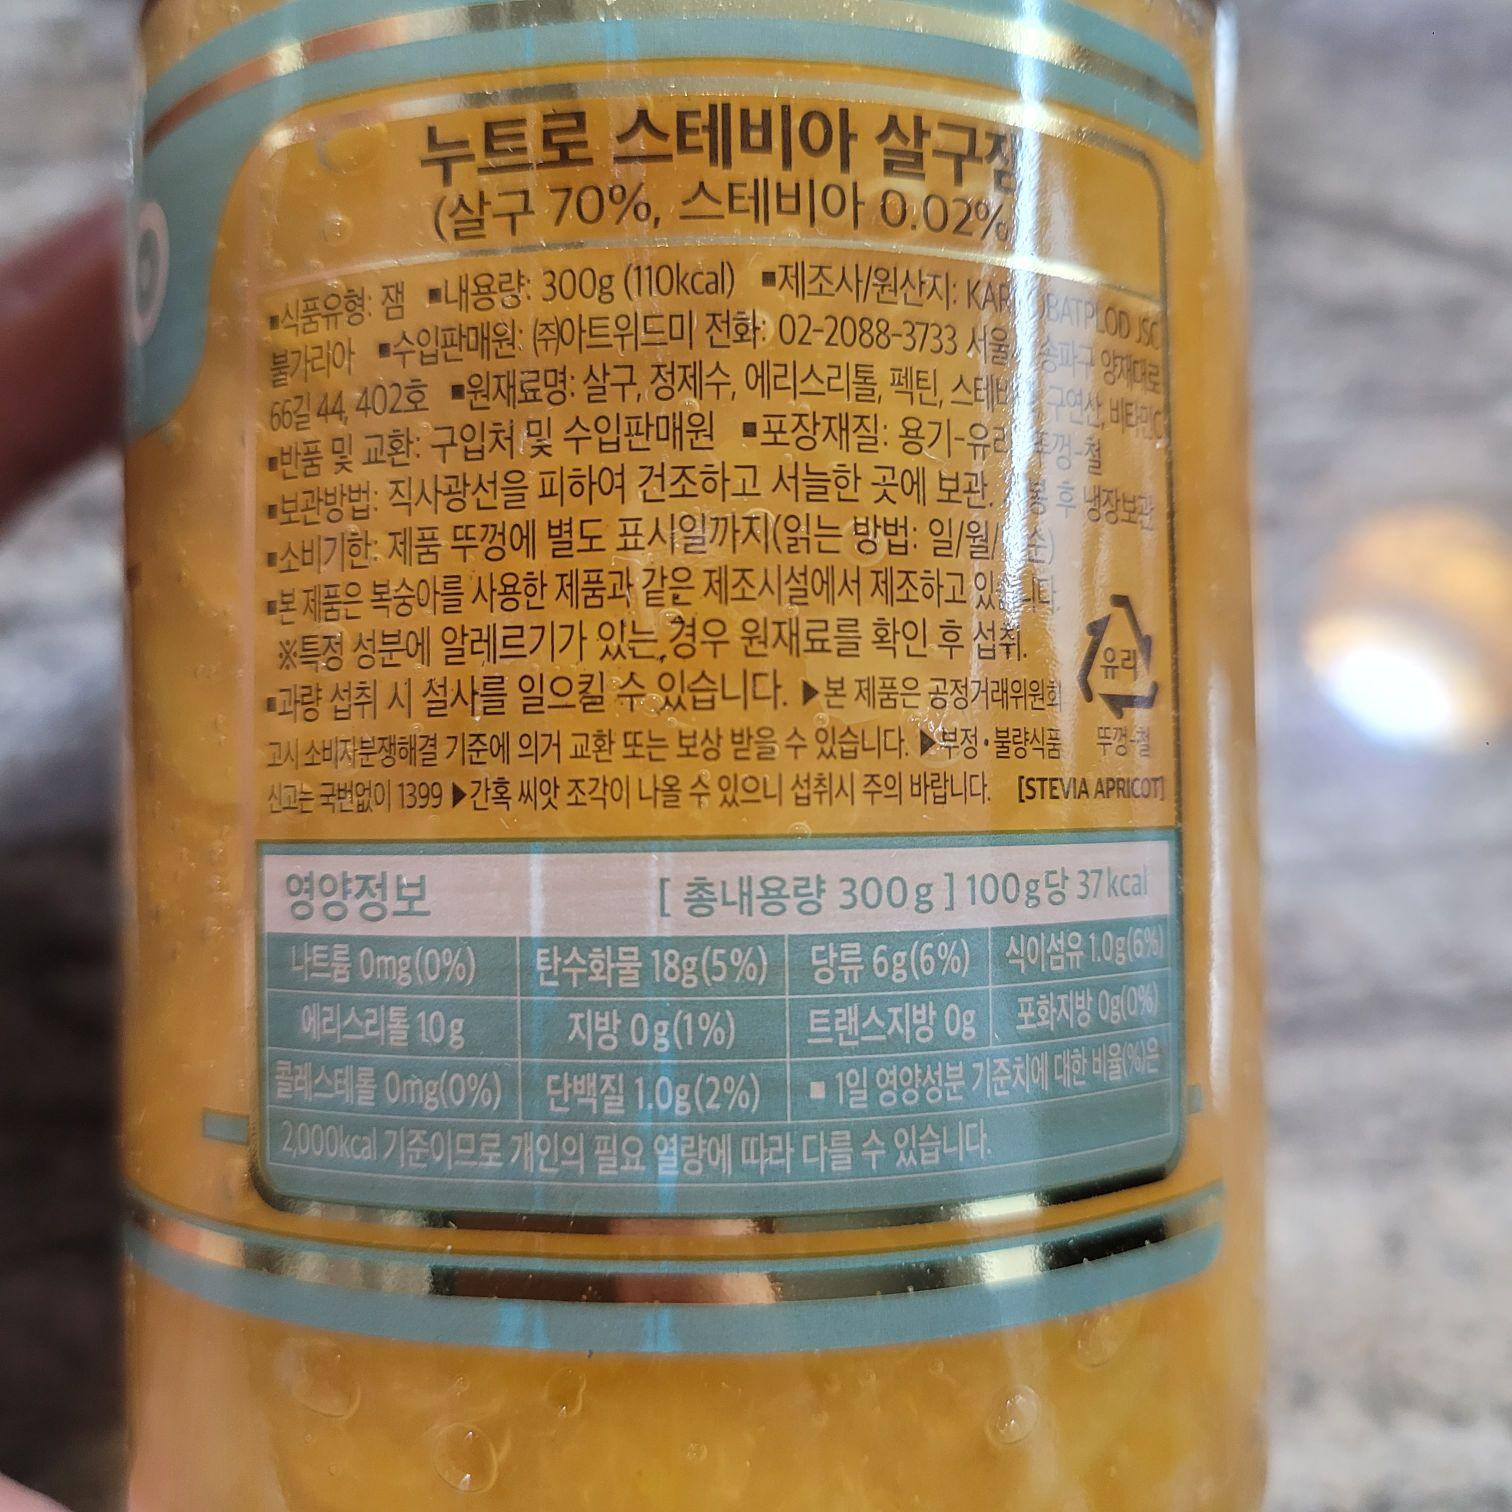 누트로 스테비아 살구잼
(살구 70%, 스테비아 0.02%
▪식품유형: 잼 ▪내용량: 300g (110kcal) ▪제조사/원산지: BATPLOD JSC
불가리아 ▪수입판매원: ㈜아트위드미 전화: 02-2088-3733 서울 송파구 양재대로
66길 44, 402호 ▪원재료명: 살구, 정제수, 에리스리톨, 펙틴, 구연산, 비타민C
▪반품 및 교환: 구입처 및 수입판매원 ▪포장재질: 용기-유리 뚜껑-철
▪보관방법: 직사광선을 피하여 건조하고 서늘한 곳에 보관. 후 냉장보관
▪소비기한: 제품 뚜껑에 별도 표시일까지(읽는 방법: 일/월/ 순)
▪본 제품은 복숭아를 사용한 제품과 같은 제조시설에서 제조하고 있습니다.
※특정 성분에 알레르기가 있는 경우 원재료를 확인 후 섭취.
▪과량 섭취 시 설사를 일으킬 수 있습니다. ▶본 제품은 공정거래위원회
고시 소비자분쟁해결 기준에 의거 교환 또는 보상 받을 수 있습니다. ▶부정•불량식품
신고는 국번없이 1399 ▶간혹 씨앗 조각이 나올 수 있으니 섭취시 주의 바랍니다. [STEVIA APRICOT]
유리
뚜껑-철
영양정보 [ 총내용량 300g ] 100g당 37kcal
나트륨 0mg(0%) 탄수화물 18g(5%) 당류 6g(6%) 식이섬유 1.0g(6%)
에리스리톨 10g 지방 0g(1%) 트랜스지방 0g 포화지방 0g(0%)
콜레스테롤 0mg(0%) 단백질 1.0g(2%) ▪ 1일 영양성분 기준치에 대한 비율(%)은
2,000kcal 기준이므로 개인의 필요 열량에 따라 다를 수 있습니다.